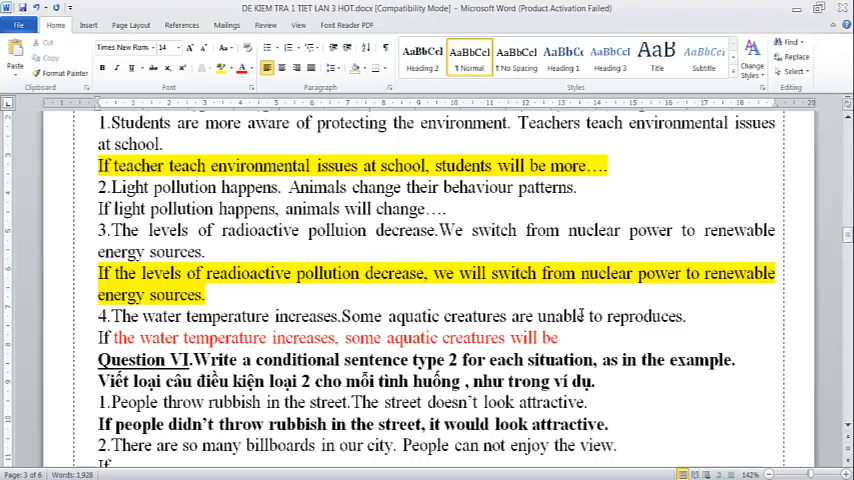 DE KIEM TRA 1 TIET LAN 3 HOT.docx [Compatibility Mode] - Microsoft Word (Product Activation Failed)
File Home Insert Page Layout References Mailings Review View Foxit Reader PDF
Cut
Copy
Format Painter
Paste
Clipboard
Times New Rom 14
Font
Paragraph
AaBbCcl AaBbCcl AaBbCcl AaBbCc AaBbCcl AaB AaBbCcl
Heading 2 ¶ Normal ¶ No Spacing Heading 1 Heading 3 Title Subtitle
Change Styles
Styles
Find
Replace
Select
Editing
1.Students are more aware of protecting the environment. Teachers teach environmental issues
at school.
If teacher teach environmental issues at school, students will be more….
2.Light pollution happens. Animals change their behaviour patterns.
If light pollution happens, animals will change….
3.The levels of radioactive polluion decrease.We switch from nuclear power to renewable
energy sources.
If the levels of readioactive pollution decrease, we will switch from nuclear power to renewable
energy sources.
4.The water temperature increases.Some aquatic creatures are unable to reproduces.
If the water temperature increases, some aquatic creatures will be
Question VI.Write a conditional sentence type 2 for each situation, as in the example.
Viết loại câu điều kiện loại 2 cho mỗi tình huống , như trong ví dụ.
1.People throw rubbish in the street.The street doesn't look attractive.
If people didn't throw rubbish in the street, it would look attractive.
2.There are so many billboards in our city. People can not enjoy the view.
If
Page: 3 of 6 Words: 1,928 142%